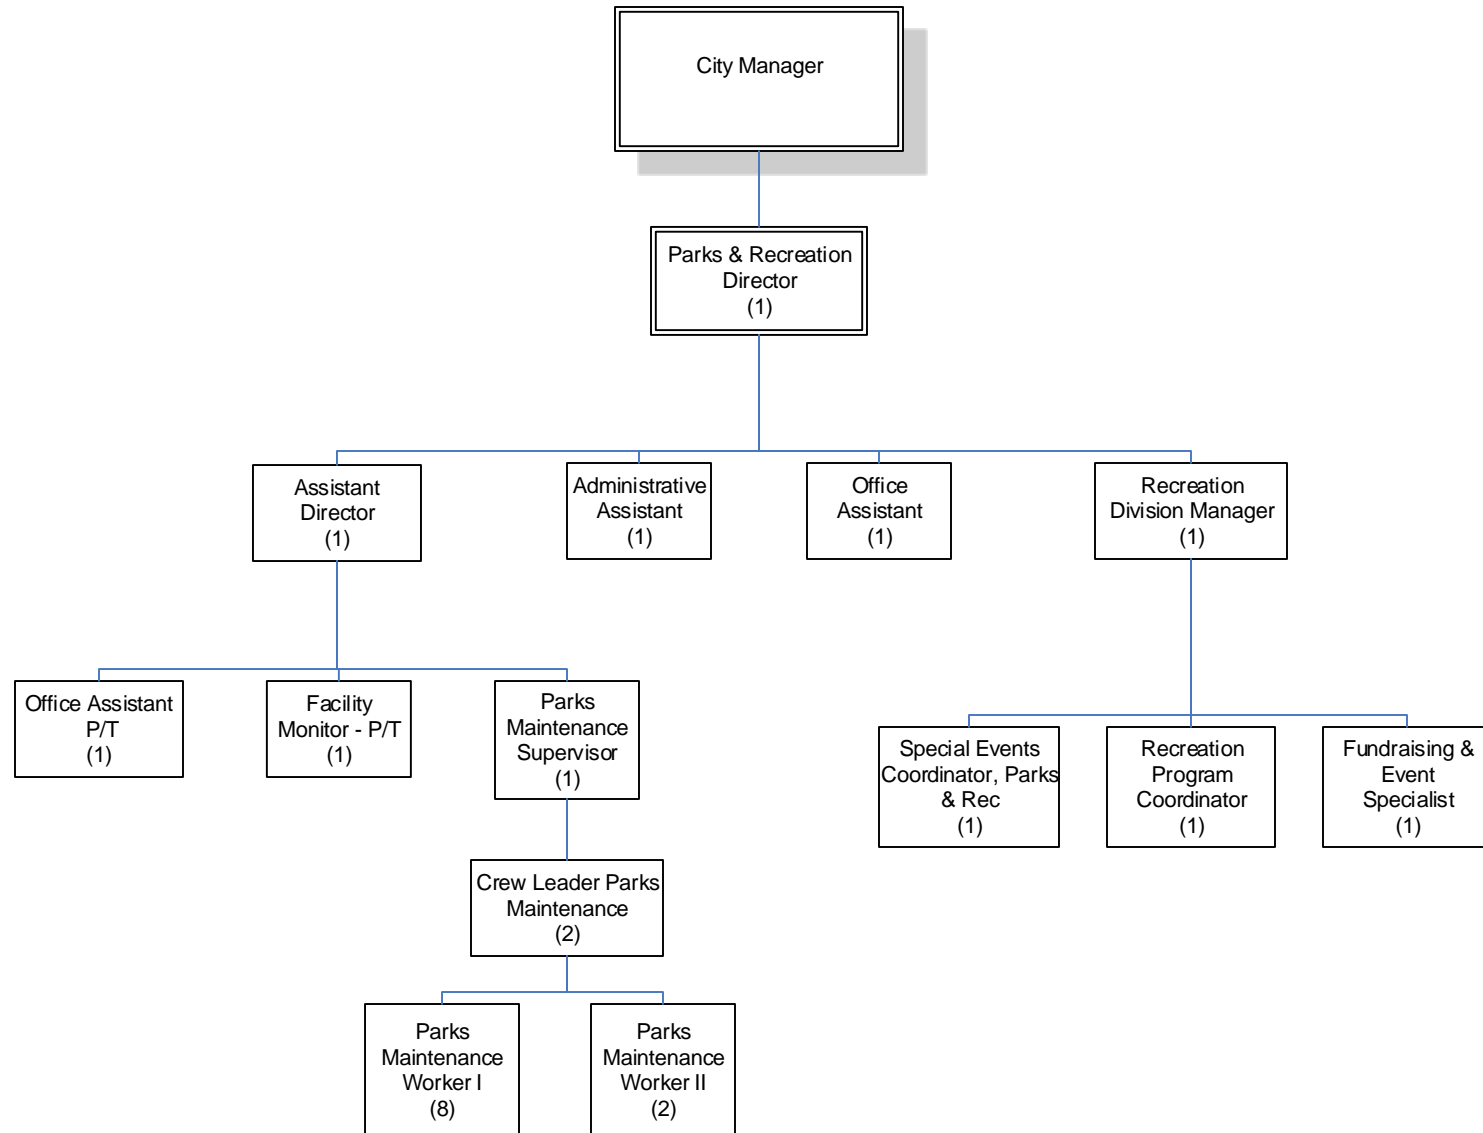 City Manager
Parks & Recreation
Director
(1)
Assistant
Director
(1)
Administrative
Assistant
(1)
Office
Assistant
(1)
Recreation
Division Manager
(1)
Office Assistant
P/T
(1)
Facility
Monitor - P/T
(1)
Parks
Maintenance
Supervisor
(1)
Special Events
Coordinator, Parks
& Rec
(1)
Recreation
Program
Coordinator
(1)
Fundraising &
Event
Specialist
(1)
Crew Leader Parks
Maintenance
(2)
Parks
Maintenance
Worker I
(8)
Parks
Maintenance
Worker II
(2)